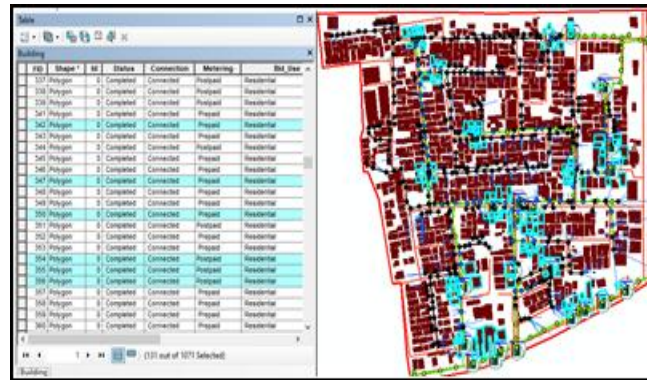 Table
Building
FID Shape * Id Status Connection Metering Bld_Use
337 Polygon 0 Completed Connected Postpaid Residential
338 Polygon 0 Completed Connected Postpaid Residential
339 Polygon 0 Completed Connected Postpaid Residential
341 Polygon 0 Completed Connected Prepaid Residential
342 Polygon 0 Completed Connected Prepaid Residential
343 Polygon 0 Completed Connected Prepaid Residential
344 Polygon 0 Completed Connected Postpaid Residential
345 Polygon 0 Completed Connected Prepaid Residential
346 Polygon 0 Completed Connected Prepaid Residential
347 Polygon 0 Completed Connected Postpaid Residential
348 Polygon 0 Completed Connected Prepaid Residential
349 Polygon 0 Completed Connected Prepaid Residential
350 Polygon 0 Completed Connected Prepaid Residential
351 Polygon 0 Completed Connected Postpaid Residential
352 Polygon 0 Completed Connected Prepaid Residential
353 Polygon 0 Completed Connected Prepaid Residential
354 Polygon 0 Completed Connected Postpaid Residential
355 Polygon 0 Completed Connected Postpaid Residential
356 Polygon 0 Completed Connected Postpaid Residential
357 Polygon 0 Completed Connected Prepaid Residential
358 Polygon 0 Completed Connected Prepaid Residential
359 Polygon 0 Completed Connected Prepaid Residential
360 Polygon 0 Completed Connected Prepaid Residential
1 (131 out of 1071 Selected)
Building